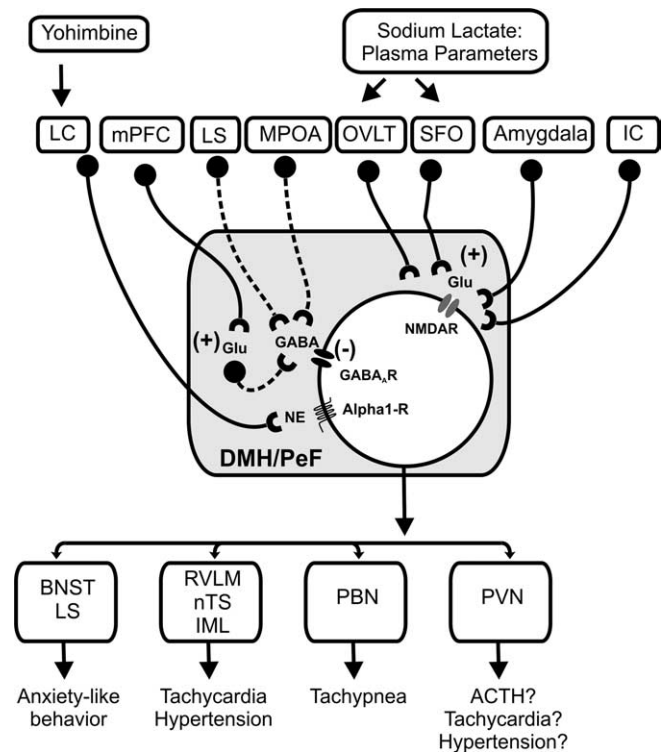 Yohimbine
Sodium Lactate:
Plasma Parameters
LC
mPFC
LS
MPOA
OVLT
SFO
Amygdala
IC
(+)
Glu
NMDAR
(+)
Glu
GABA
(-)
GABAAR
NE
Alpha1-R
DMH/PeF
BNST
LS
RVLM
nTS
IML
PBN
PVN
Anxiety-like
behavior
Tachycardia
Hypertension
Tachypnea
ACTH?
Tachycardia?
Hypertension?